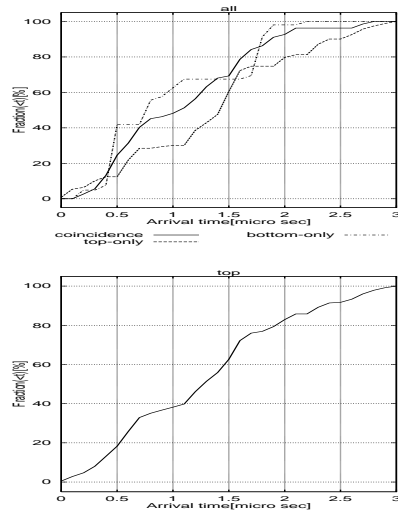 all
Fraction(<t)[%]
100
80
60
40
20
0
0 0.5 1 1.5 2 2.5 3
Arrival time[micro sec]
coincidence bottom-only
top-only
top
Fraction(<t)[%]
100
80
60
40
20
0
0 0.5 1 1.5 2 2.5 3
Arrival time[micro sec]